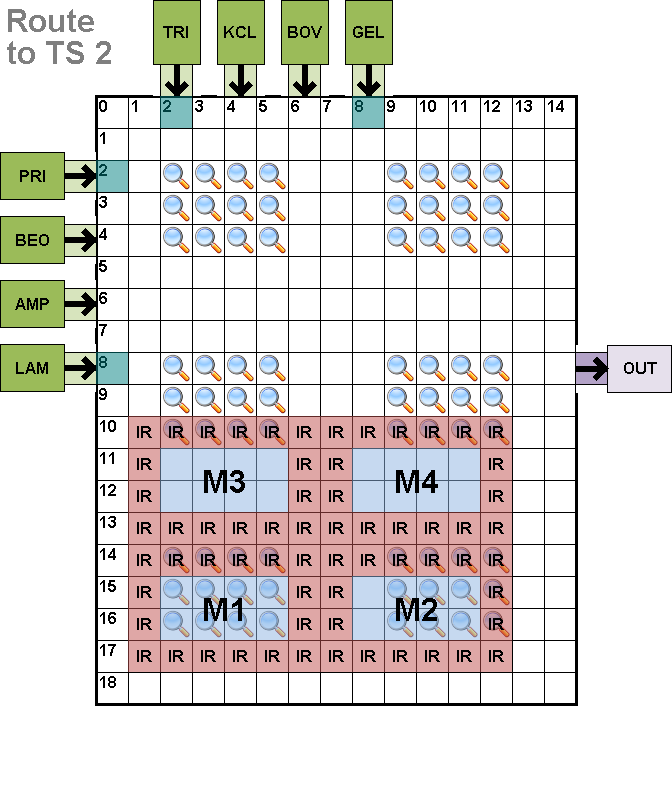 Route
to TS 2
TRI KCL BOV GEL
0 1 2 3 4 5 6 7 8 9 10 11 12 13 14
1
PRI 2
3
BEO 4
5
AMP 6
7
LAM 8 OUT
9
10 IR IR IR IR IR IR IR IR IR IR IR IR
11 IR IR IR IR
M3 M4
12 IR IR IR IR
13 IR IR IR IR IR IR IR IR IR IR IR IR
14 IR IR IR IR IR IR IR IR IR IR IR IR
15 IR IR IR IR
M1 M2
16 IR IR IR IR
17 IR IR IR IR IR IR IR IR IR IR IR IR
18